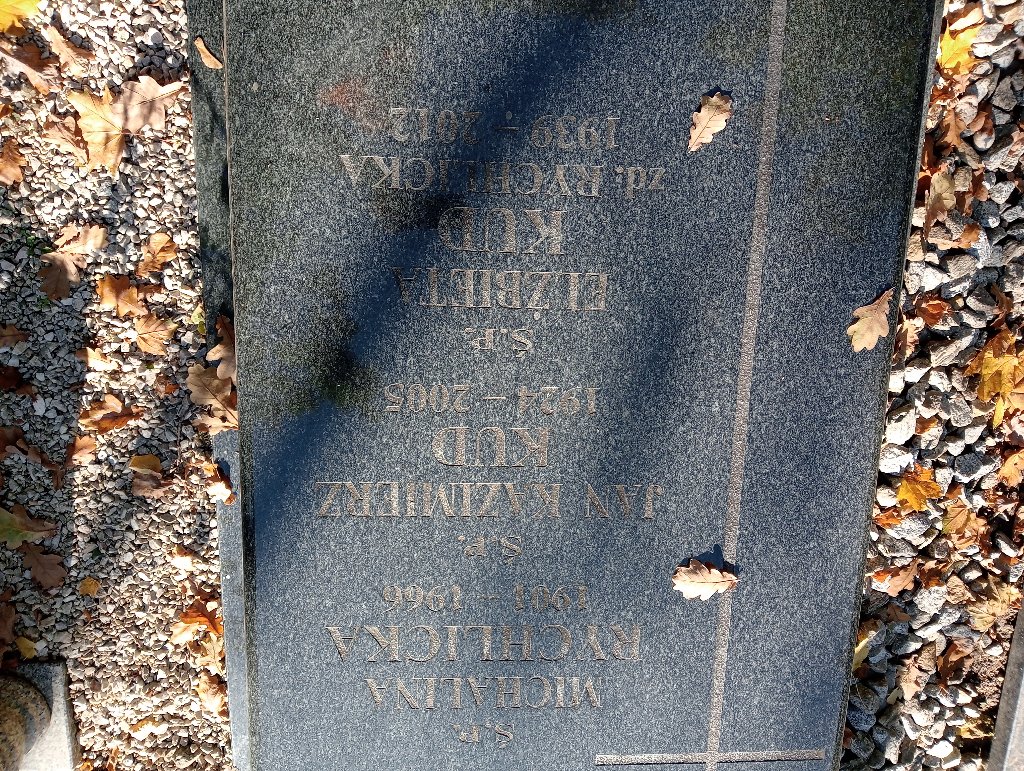 Ś.P.
MICHALINA
RYCHLICKA
1901 – 1966
Ś.P.
JAN KAZIMIERZ
KUD
1924 – 2005
Ś.P.
ELŻBIETA
KUD
zd. RYCHLICKA
1939 – 2012